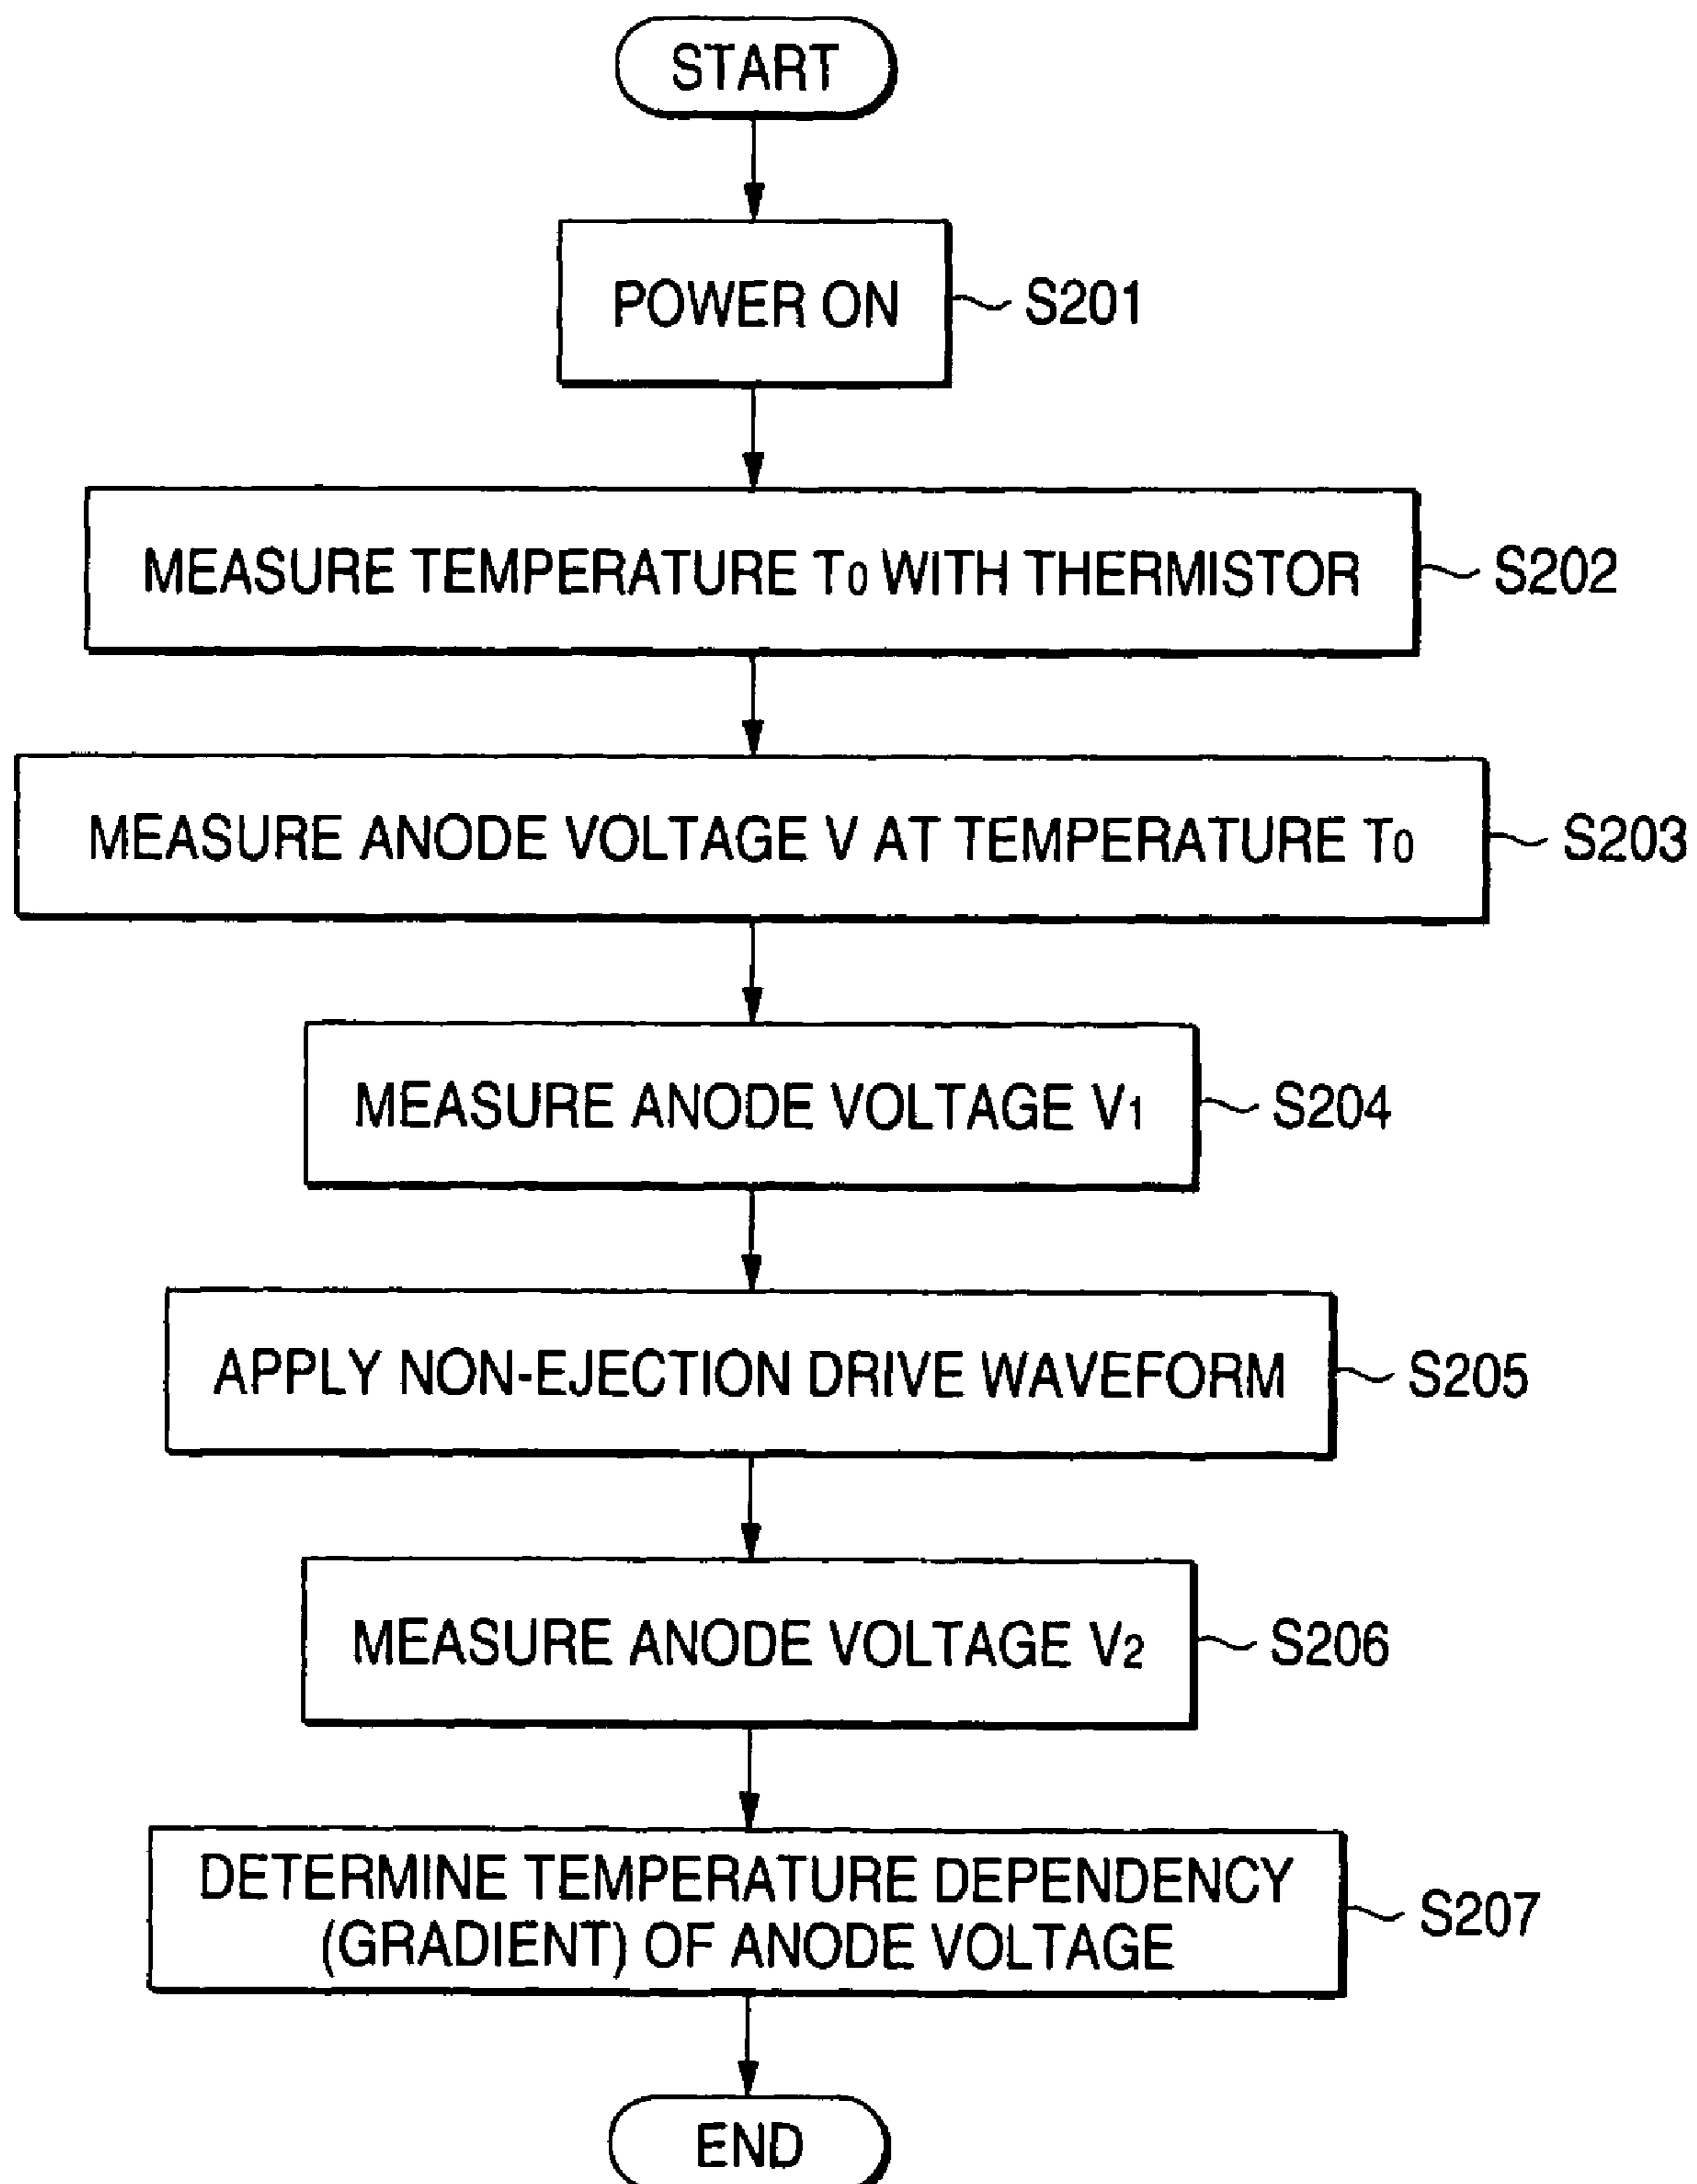 START
POWER ON
S201
MEASURE TEMPERATURE T0 WITH THERMISTOR
S202
MEASURE ANODE VOLTAGE V AT TEMPERATURE T0
S203
MEASURE ANODE VOLTAGE V1
S204
APPLY NON-EJECTION DRIVE WAVEFORM
S205
MEASURE ANODE VOLTAGE V2
S206
DETERMINE TEMPERATURE DEPENDENCY
(GRADIENT) OF ANODE VOLTAGE
S207
END